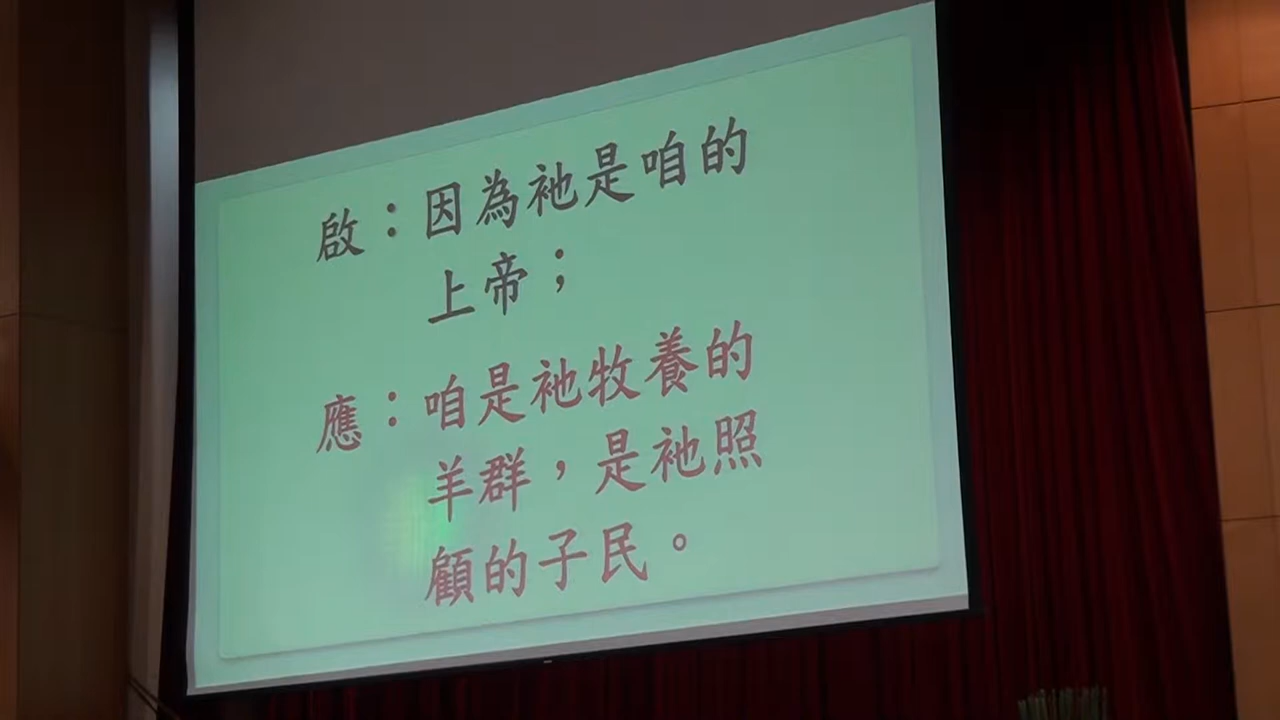 啟：因為祂是咱的
上帝；
應：咱是祂牧養的
羊群，是祂照
顧的子民。